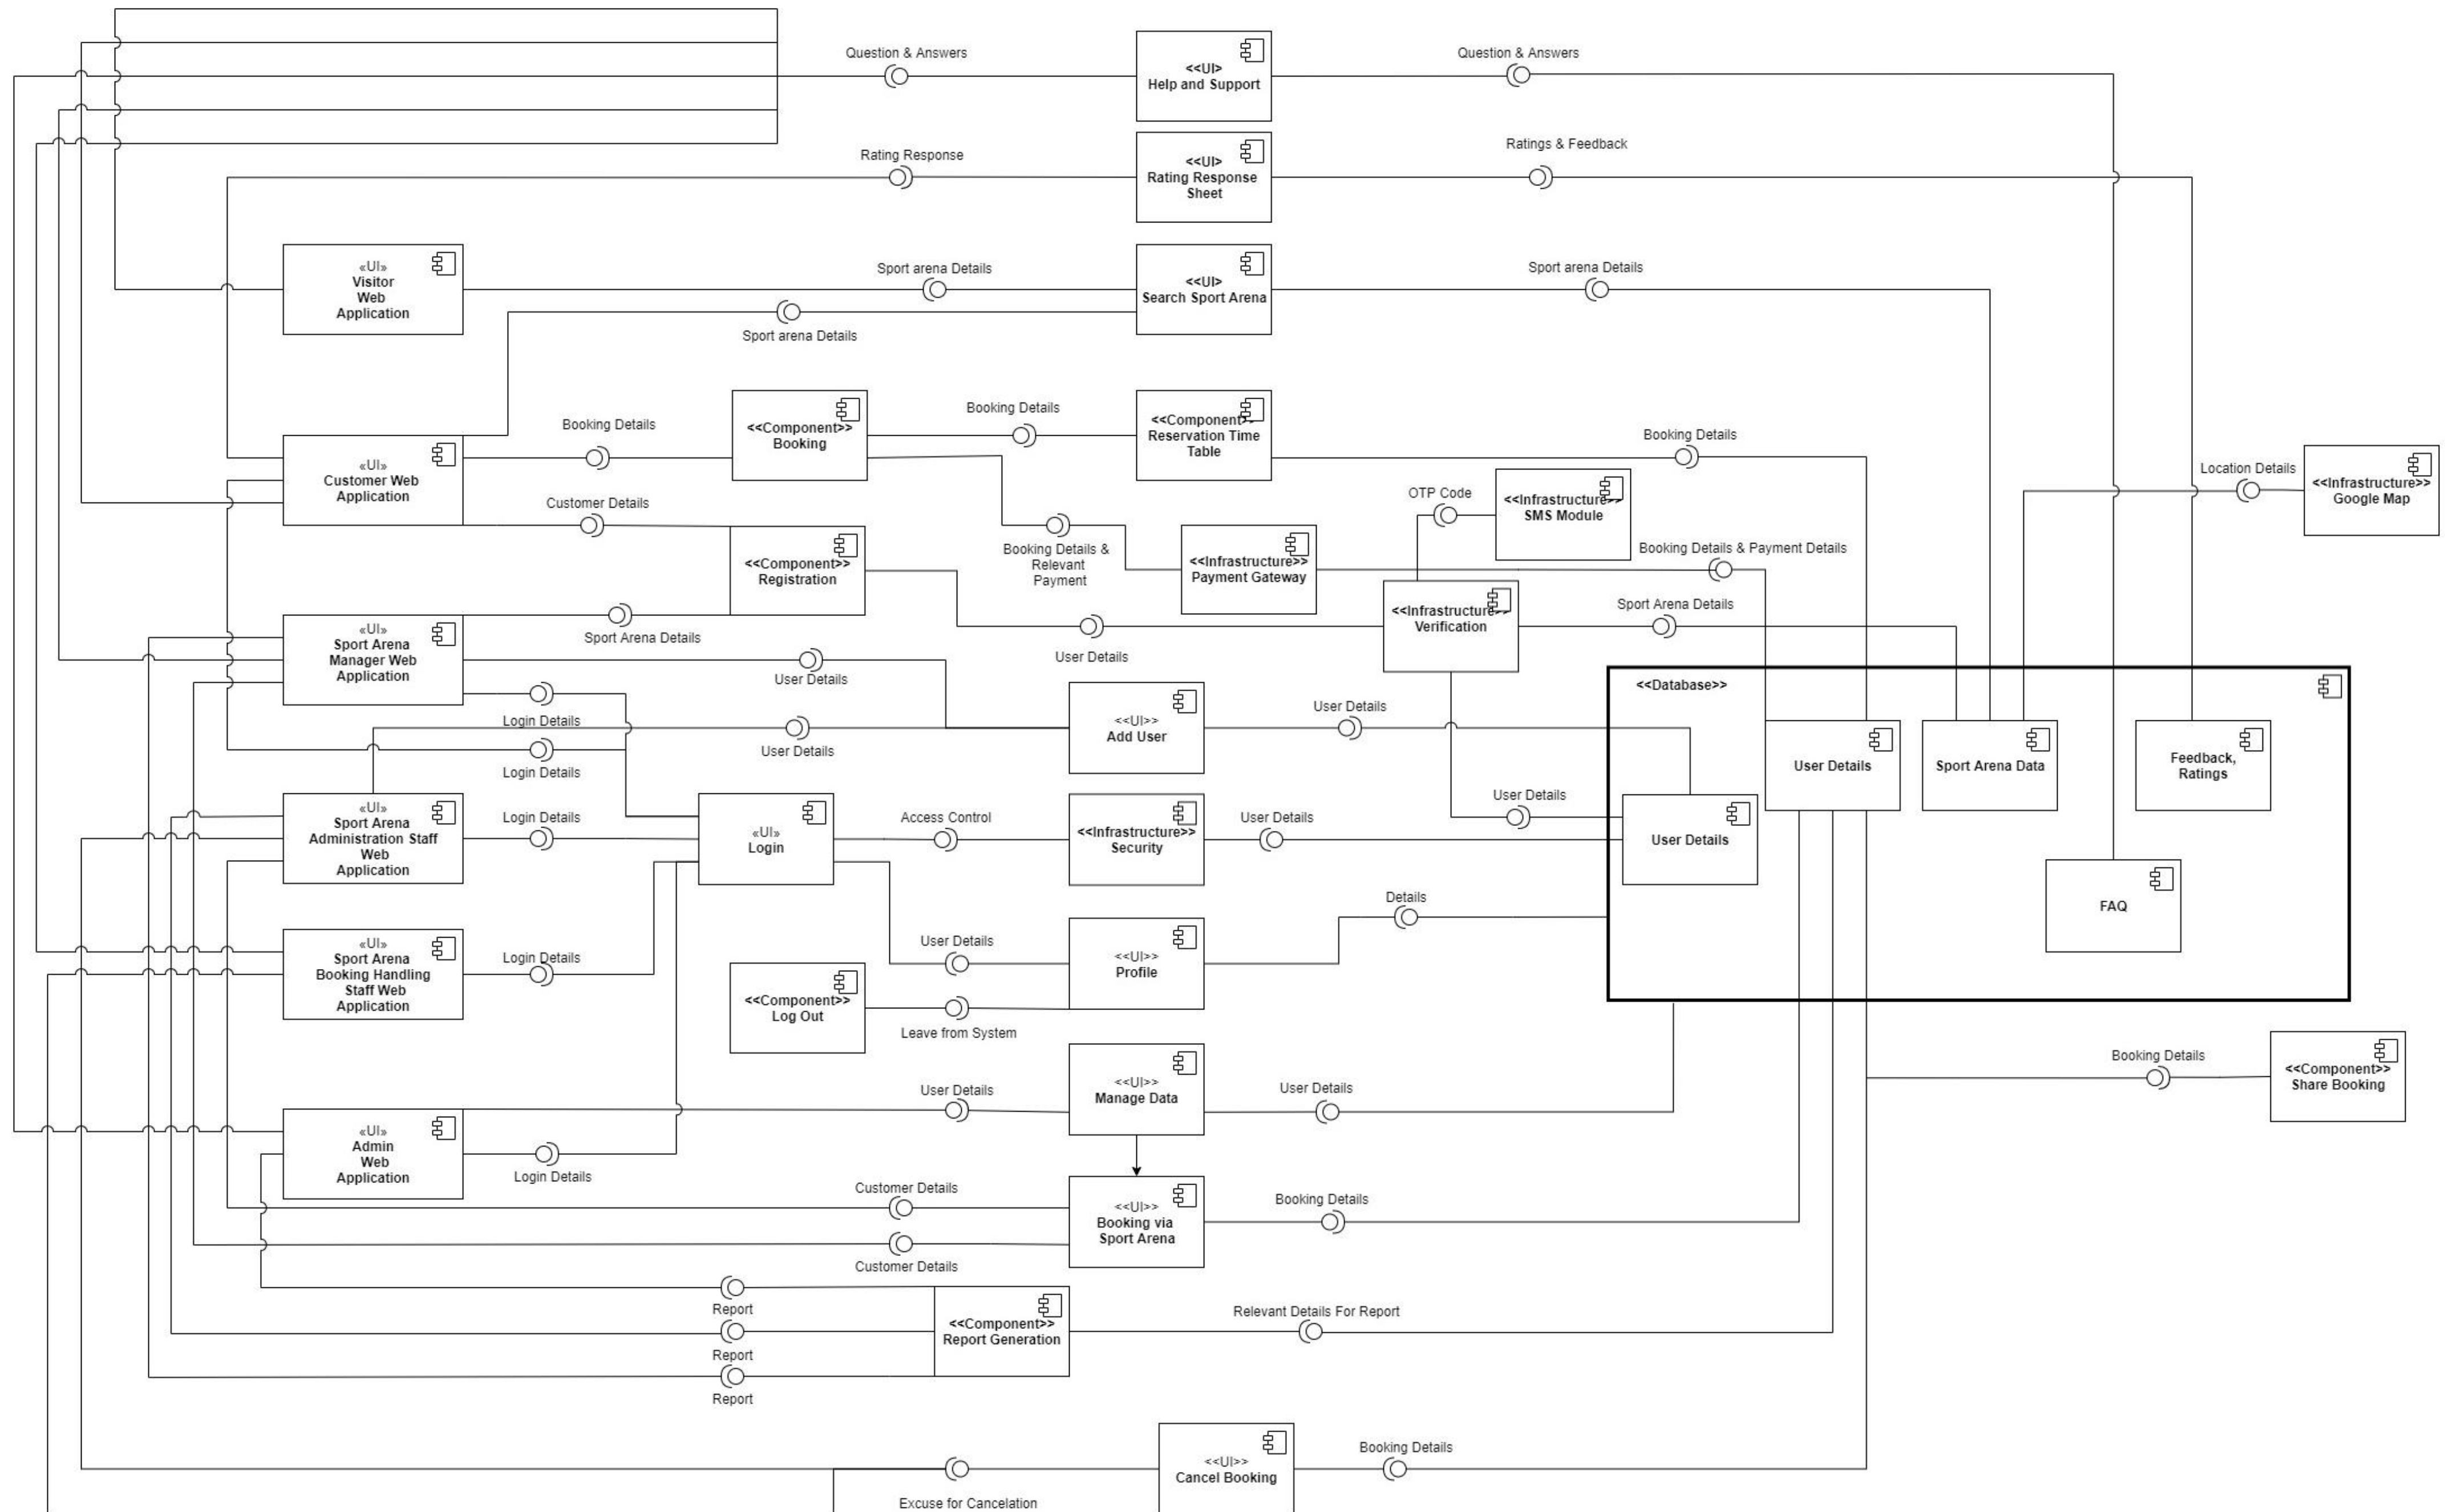 Question & Answers
Question & Answers
<<UI>
Help and Support
Rating Response
Ratings & Feedback
<<UI>
Rating Response
Sheet
«UI»
Visitor
Web
Application
Sport arena Details
Sport arena Details
<<UI>
Search Sport Arena
Sport arena Details
Booking Details
<<Component>>
Booking
Booking Details
<<Component>>
Reservation Time
Table
Booking Details
«UI»
Customer Web
Application
Customer Details
OTP Code
<<Infrastructure>>
SMS Module
Location Details
<<Infrastructure>>
Google Map
<<Component>>
Registration
Booking Details &
Relevant
Payment
<<Infrastructure>>
Payment Gateway
Booking Details & Payment Details
<<Infrastructure>>
Verification
Sport Arena Details
«UI»
Sport Arena
Manager Web
Application
Sport Arena Details
User Details
User Details
Login Details
User Details
Login Details
<<UI>>
Add User
User Details
<<Database>>
User Details
Sport Arena Data
Feedback,
Ratings
«UI»
Sport Arena
Administration Staff
Web
Application
Login Details
«UI»
Login
Access Control
<<Infrastructure>>
Security
User Details
User Details
User Details
FAQ
«UI»
Sport Arena
Booking Handling
Staff Web
Application
Login Details
User Details
<<UI>>
Profile
Details
<<Component>>
Log Out
Leave from System
User Details
<<UI>>
Manage Data
User Details
Booking Details
<<Component>>
Share Booking
«UI»
Admin
Web
Application
Login Details
Customer Details
<<UI>>
Booking via
Sport Arena
Booking Details
Customer Details
Report
<<Component>>
Report Generation
Relevant Details For Report
Report
Report
<<UI>>
Cancel Booking
Booking Details
Excuse for Cancelation